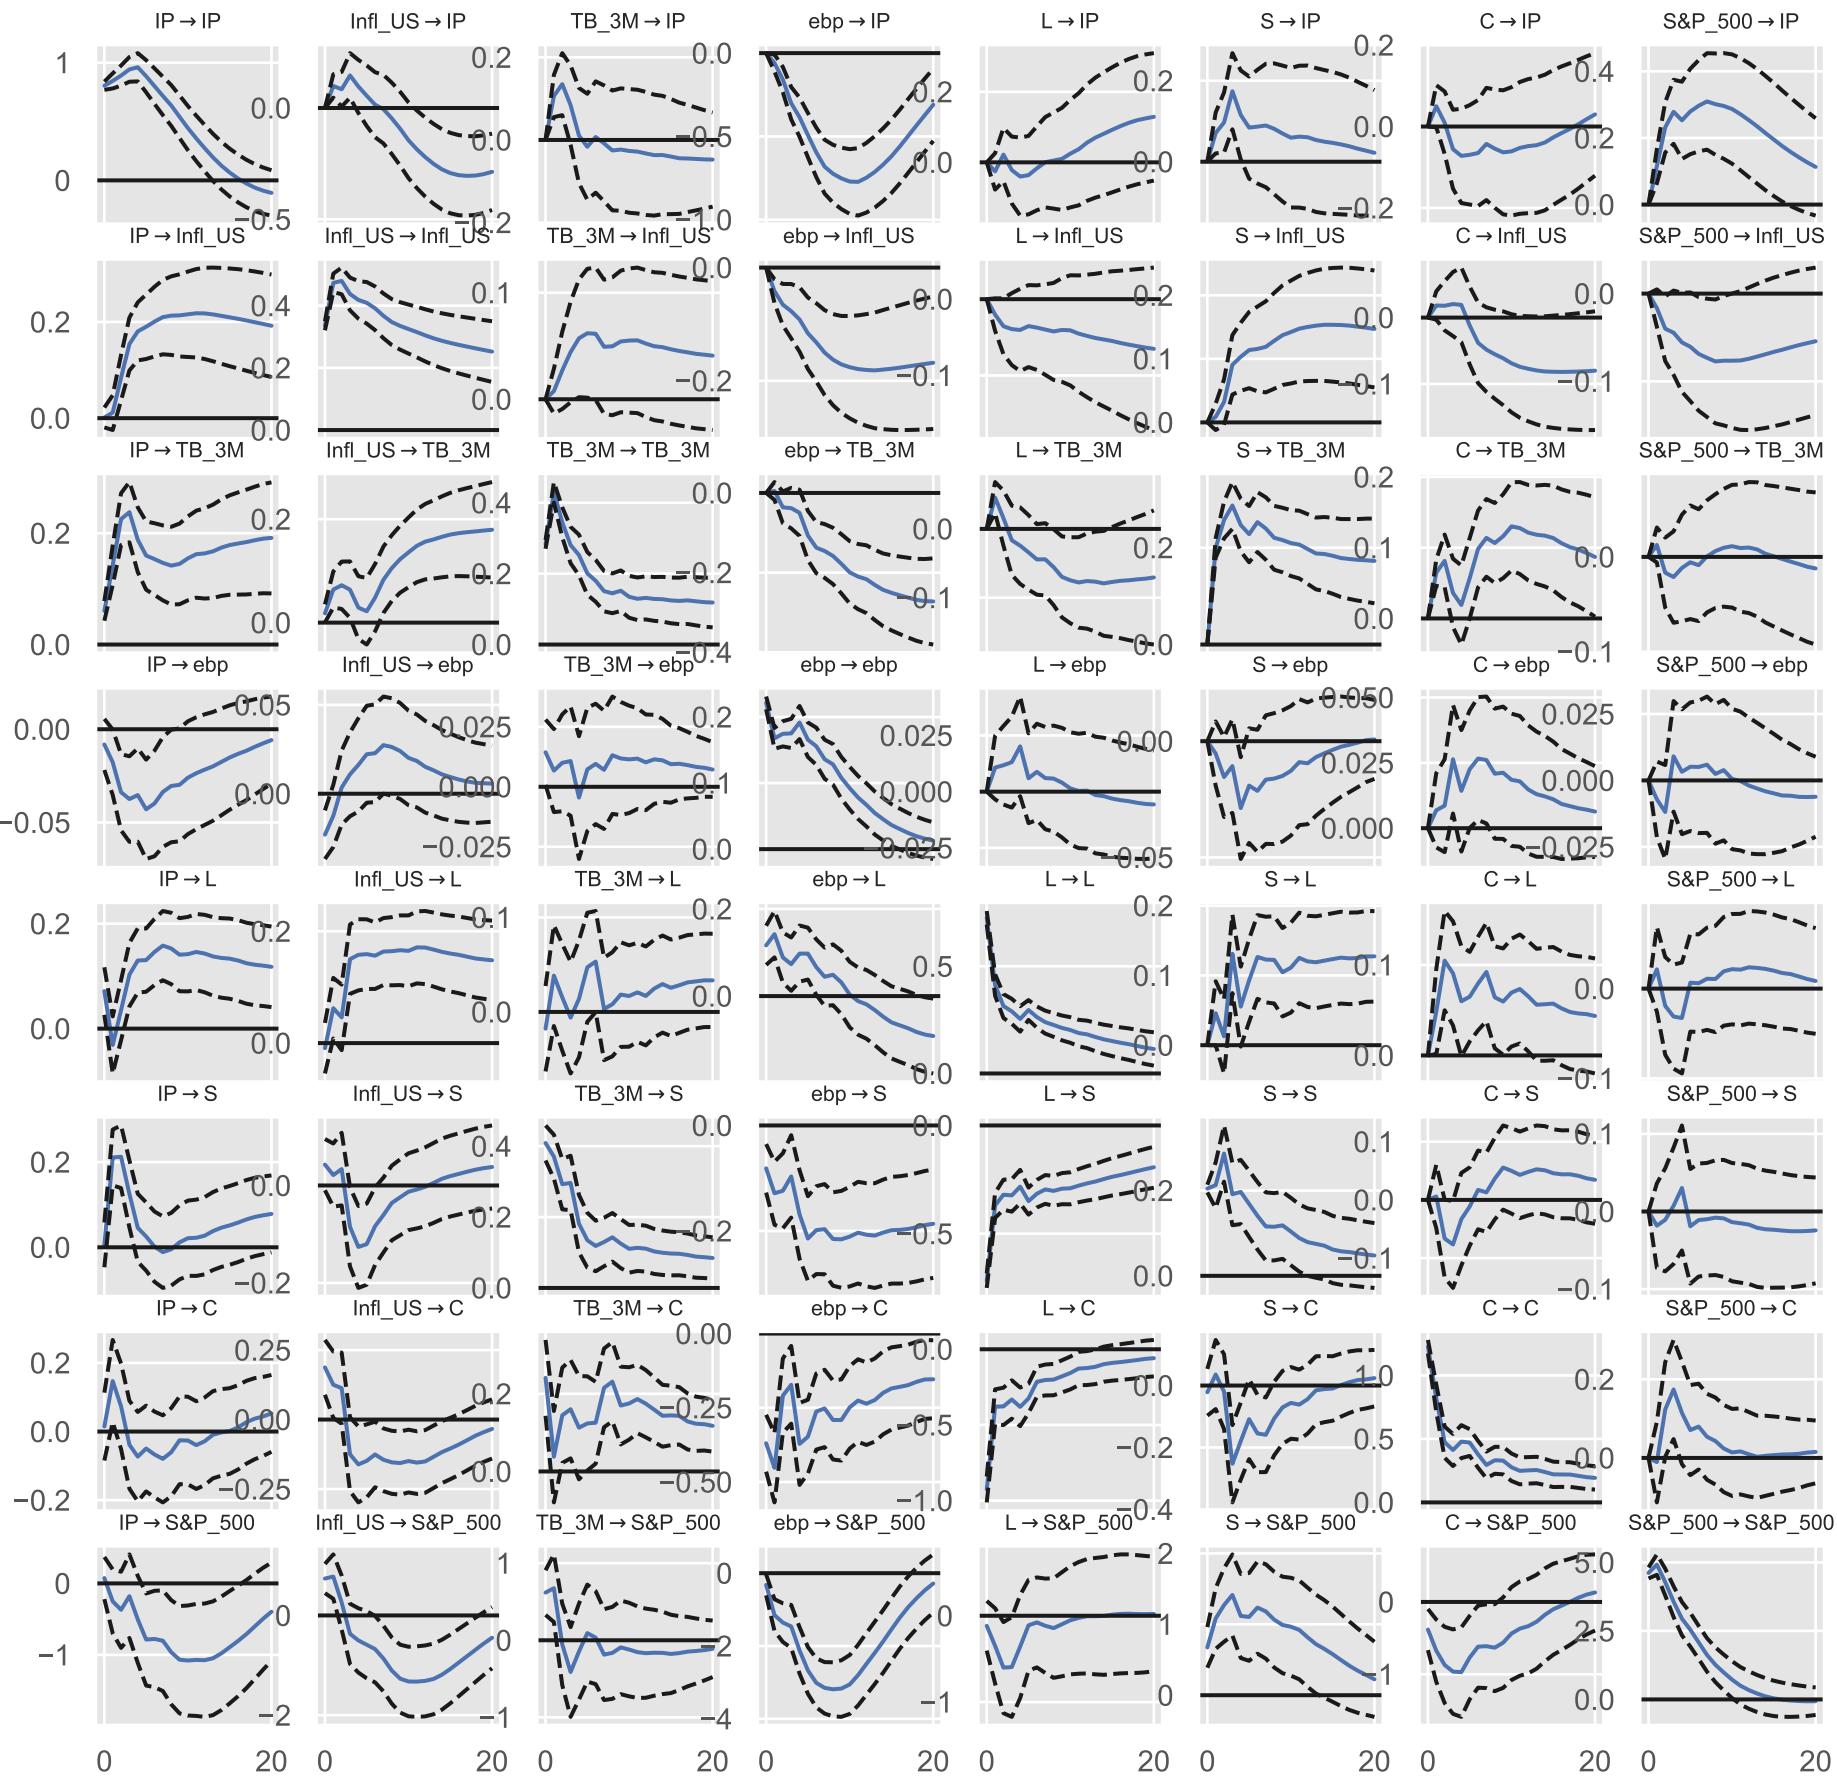 IP → IP Infl_US → IP TB_3M → IP ebp → IP L → IP S → IP C → IP S&P_500 → IP
1 0.2 0.0 0.2 0.4
0.0 0.0 −0.5 0.2 0.2 0.0 0.2
0 0.0 0.0
−0.5 −0.2 −1.0 −0.2 0.0
IP → Infl_US Infl_US → Infl_US TB_3M → Infl_US ebp → Infl_US L → Infl_US S → Infl_US C → Infl_US S&P_500 → Infl_US
0.2 0.4 0.1 0.0 0.0 0.2 0.0 0.0
0.2 −0.2 −0.1 0.1 −0.1
0.0 0.0 0.0 0.0
IP → TB_3M Infl_US → TB_3M TB_3M → TB_3M ebp → TB_3M L → TB_3M S → TB_3M C → TB_3M S&P_500 → TB_3M
0.2 0.2 0.4 0.0 0.0 0.2 0.2 0.0
0.2 −0.2 −0.1 0.1
0.0 0.0 0.0 −0.4 0.0 0.0 −0.1
IP → ebp Infl_US → ebp TB_3M → ebp ebp → ebp L → ebp S → ebp C → ebp S&P_500 → ebp
0.00 0.05 0.025 0.2 0.025 0.00 0.050 0.025
−0.05 0.00 0.000 0.1 0.000 0.025 0.000
−0.025 0.0 −0.025 −0.05 0.000 −0.025
IP → L Infl_US → L TB_3M → L ebp → L L → L S → L C → L S&P_500 → L
0.2 0.2 0.1 0.2 0.5 0.2 0.1 0.0
0.0 0.0 0.0 0.0 0.0 0.1 0.0 −0.1
0.0
IP → S Infl_US → S TB_3M → S ebp → S L → S S → S C → S S&P_500 → S
0.2 0.0 0.4 0.0 0.0 0.2 0.1 0.1
0.0 −0.2 0.2 −0.2 −0.5 0.0 0.0 0.0
0.0 −0.1 −0.1
IP → C Infl_US → C TB_3M → C ebp → C L → C S → C C → C S&P_500 → C
0.2 0.25 0.2 0.00 0.0 0.0 1.0 0.2
0.0 0.00 0.0 −0.25 −0.5 −0.2 0.5 0.0
−0.2 −0.25 −0.50 −1.0 −0.4 0.0
IP → S&P_500 Infl_US → S&P_500 TB_3M → S&P_500 ebp → S&P_500 L → S&P_500 S → S&P_500 C → S&P_500 S&P_500 → S&P_500
0 0 1 0 0 2 0 5.0
−1 −2 0 −2 −1 1 −1 2.5
−1 −4 0 0.0
0 20 0 20 0 20 0 20 0 20 0 20 0 20 0 20